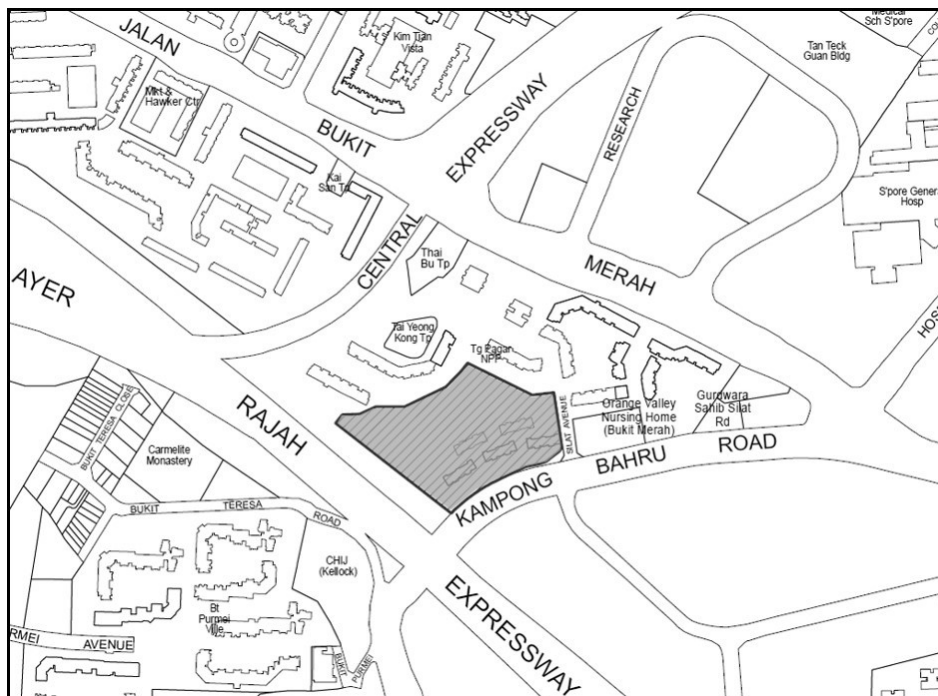 JALAN
BUKIT
MERAH
Kim Tian
Vista
EXPRESSWAY
CENTRAL
RESEARCH
Medical
Sch S'pore
Tan Teck
Guan Bldg
Mkt &
Hawker Ctr
Kai
San Tp
S'pore General
Hosp
Thai
Bu Tp
AYER
RAJAH
EXPRESSWAY
Tai Yeong
Kong Tp
Tg Pagar
NPP
SILAT AVENUE
Orange Valley
Nursing Home
(Bukit Merah)
Gurdwara
Sahib Silat
Rd
KAMPONG BAHRU ROAD
BUKIT TERESA CLOSE
Carmelite
Monastery
BUKIT TERESA ROAD
CHIJ
(Kellock)
Bt
Purmei
Ville
RMEI AVENUE
BUKIT
PURMEI
HOS
CO